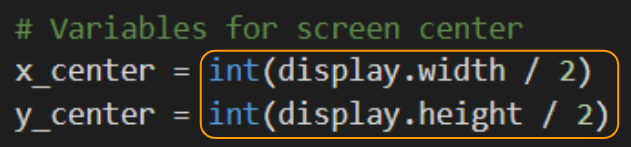 # Variables for screen center
x_center = int(display.width / 2)
y_center = int(display.height / 2)